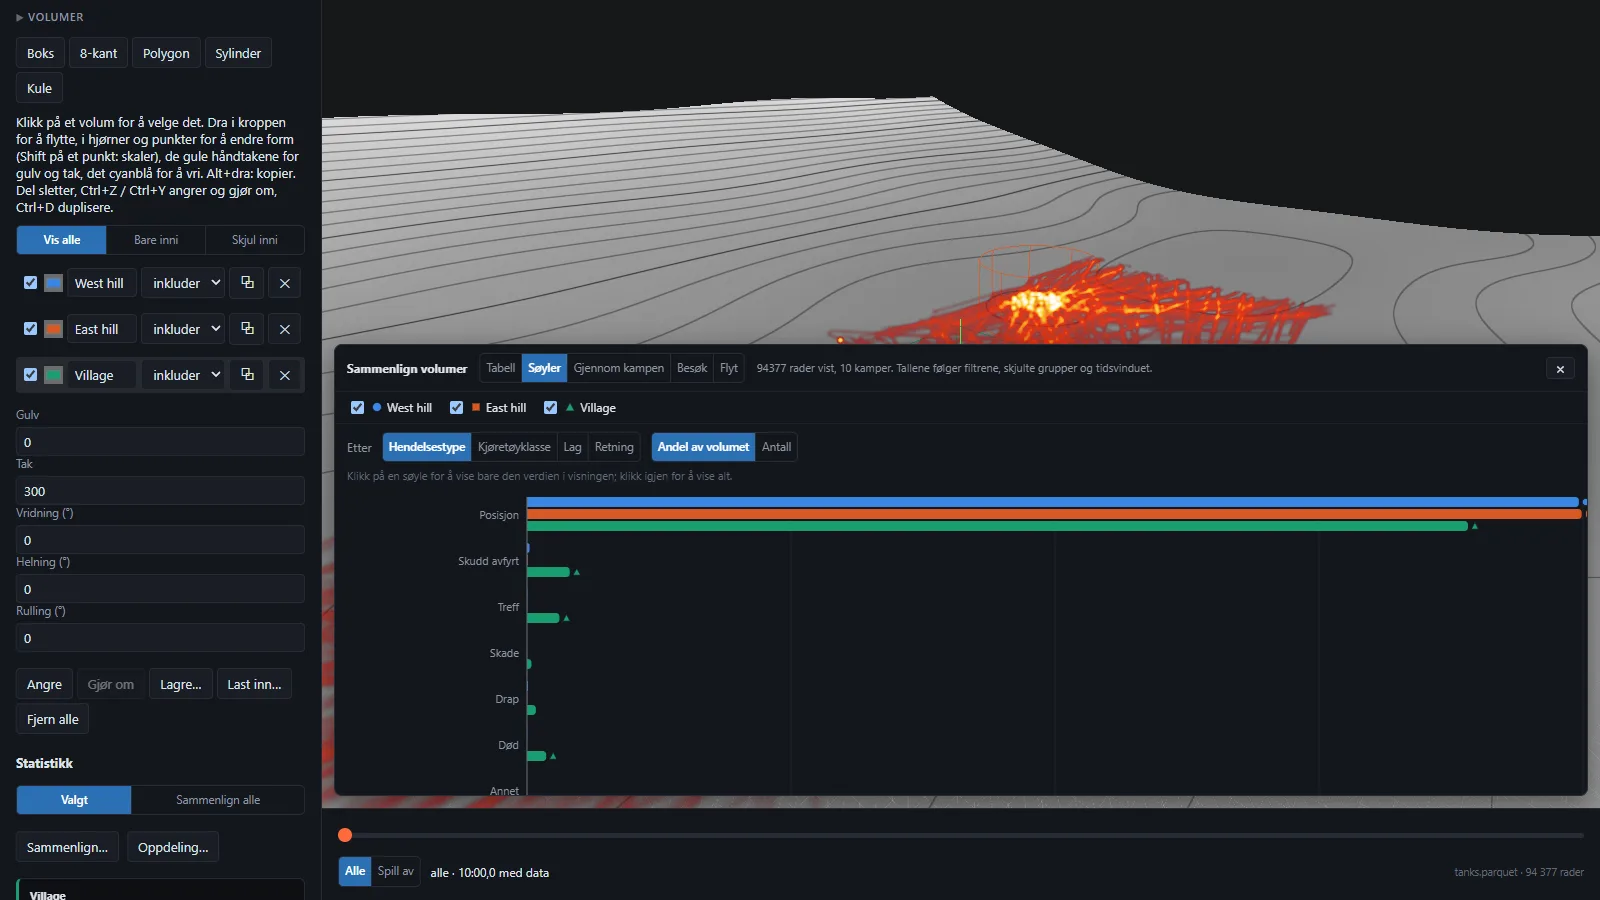 VOLUMER
Boks 8-kant Polygon Sylinder
Kule
Klikk på et volum for å velge det. Dra i kroppen
for å flytte, i hjørner og punkter for å endre form
(Shift på et punkt: skaler), de gule håndtakene for
gulv og tak, det cyanblå for å vri. Alt+dra: kopier.
Del sletter, Ctrl+Z / Ctrl+Y angrer og gjør om,
Ctrl+D duplisere.
Vis alle Bare inni Skjul inni
West hill inkluder
East hill inkluder
Village inkluder
Gulv
0
Tak
300
Vridning (°)
0
Helning (°)
0
Rulling (°)
0
Angre Gjør om Lagre... Last inn...
Fjern alle
Statistikk
Valgt Sammenlign alle
Sammenlign... Oppdeling...
Village
Sammenlign volumer Tabell Søyler Gjennom kampen Besøk Flyt 94377 rader vist, 10 kamper. Tallene følger filtrene, skjulte grupper og tidsvinduet.
West hill East hill Village
Etter Hendelsestype Kjøretøyklasse Lag Retning Andel av volumet Antall
Klikk på en søyle for å vise bare den verdien i visningen; klikk igjen for å vise alt.
Posisjon
Skudd avfyrt
Treff
Skade
Drap
Død
Annet
Alle Spill av alle · 10:00,0 med data
tanks.parquet · 94 377 rader